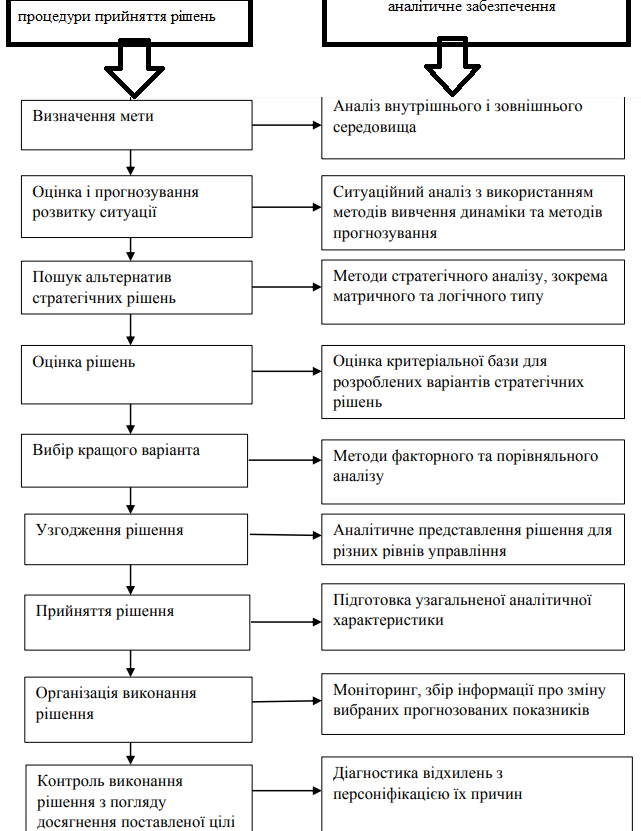 процедури прийняття рішень
аналітичне забезпечення
Визначення мети
Аналіз внутрішнього і зовнішнього
середовища
Оцінка і прогнозування
розвитку ситуації
Ситуаційний аналіз з використанням
методів вивчення динаміки та методів
прогнозування
Пошук альтернатив
стратегічних рішень
Методи стратегічного аналізу, зокрема
матричного та логічного типу
Оцінка рішень
Оцінка критеріальної бази для
розроблених варіантів стратегічних
рішень
Вибір кращого варіанта
Методи факторного та порівняльного
аналізу
Узгодження рішення
Аналітичне представлення рішення для
різних рівнів управління
Прийняття рішення
Підготовка узагальненої аналітичної
характеристики
Організація виконання
рішення
Моніторинг, збір інформації про зміну
вибраних прогнозованих показників
Контроль виконання
рішення з погляду
досягнення поставленої цілі
Діагностика відхилень з
персоніфікацією їх причин